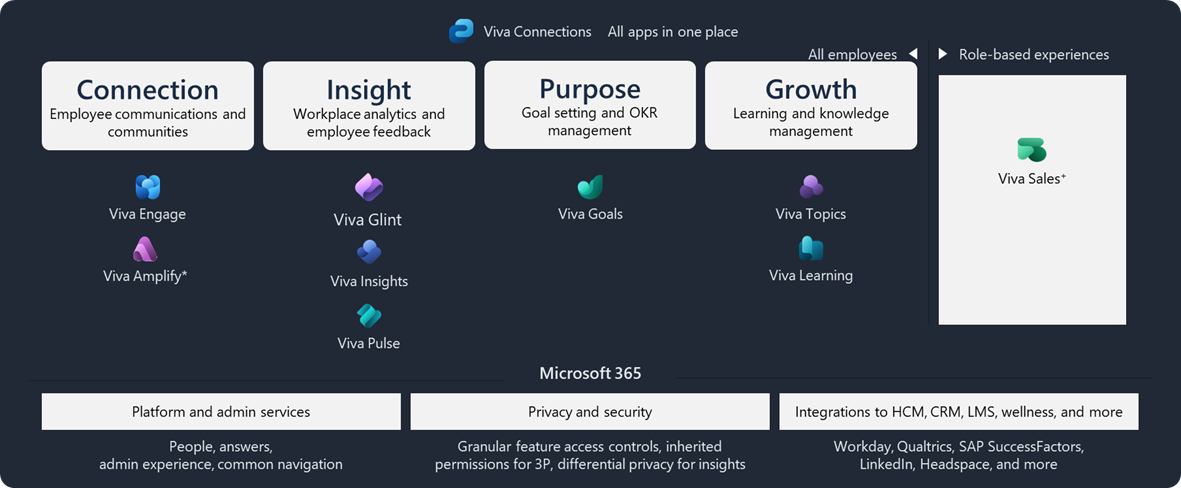 Viva Connections All apps in one place
All employees
Role-based experiences
Connection
Employee communications and
communities
Insight
Workplace analytics and
employee feedback
Purpose
Goal setting and OKR
management
Growth
Learning and knowledge
management
Viva Engage
Viva Amplify*
Viva Glint
Viva Insights
Viva Pulse
Viva Goals
Viva Topics
Viva Learning
Viva Sales+
Microsoft 365
Platform and admin services
People, answers,
admin experience, common navigation
Privacy and security
Granular feature access controls, inherited
permissions for 3P, differential privacy for insights
Integrations to HCM, CRM, LMS, wellness, and more
Workday, Qualtrics, SAP SuccessFactors,
LinkedIn, Headspace, and more